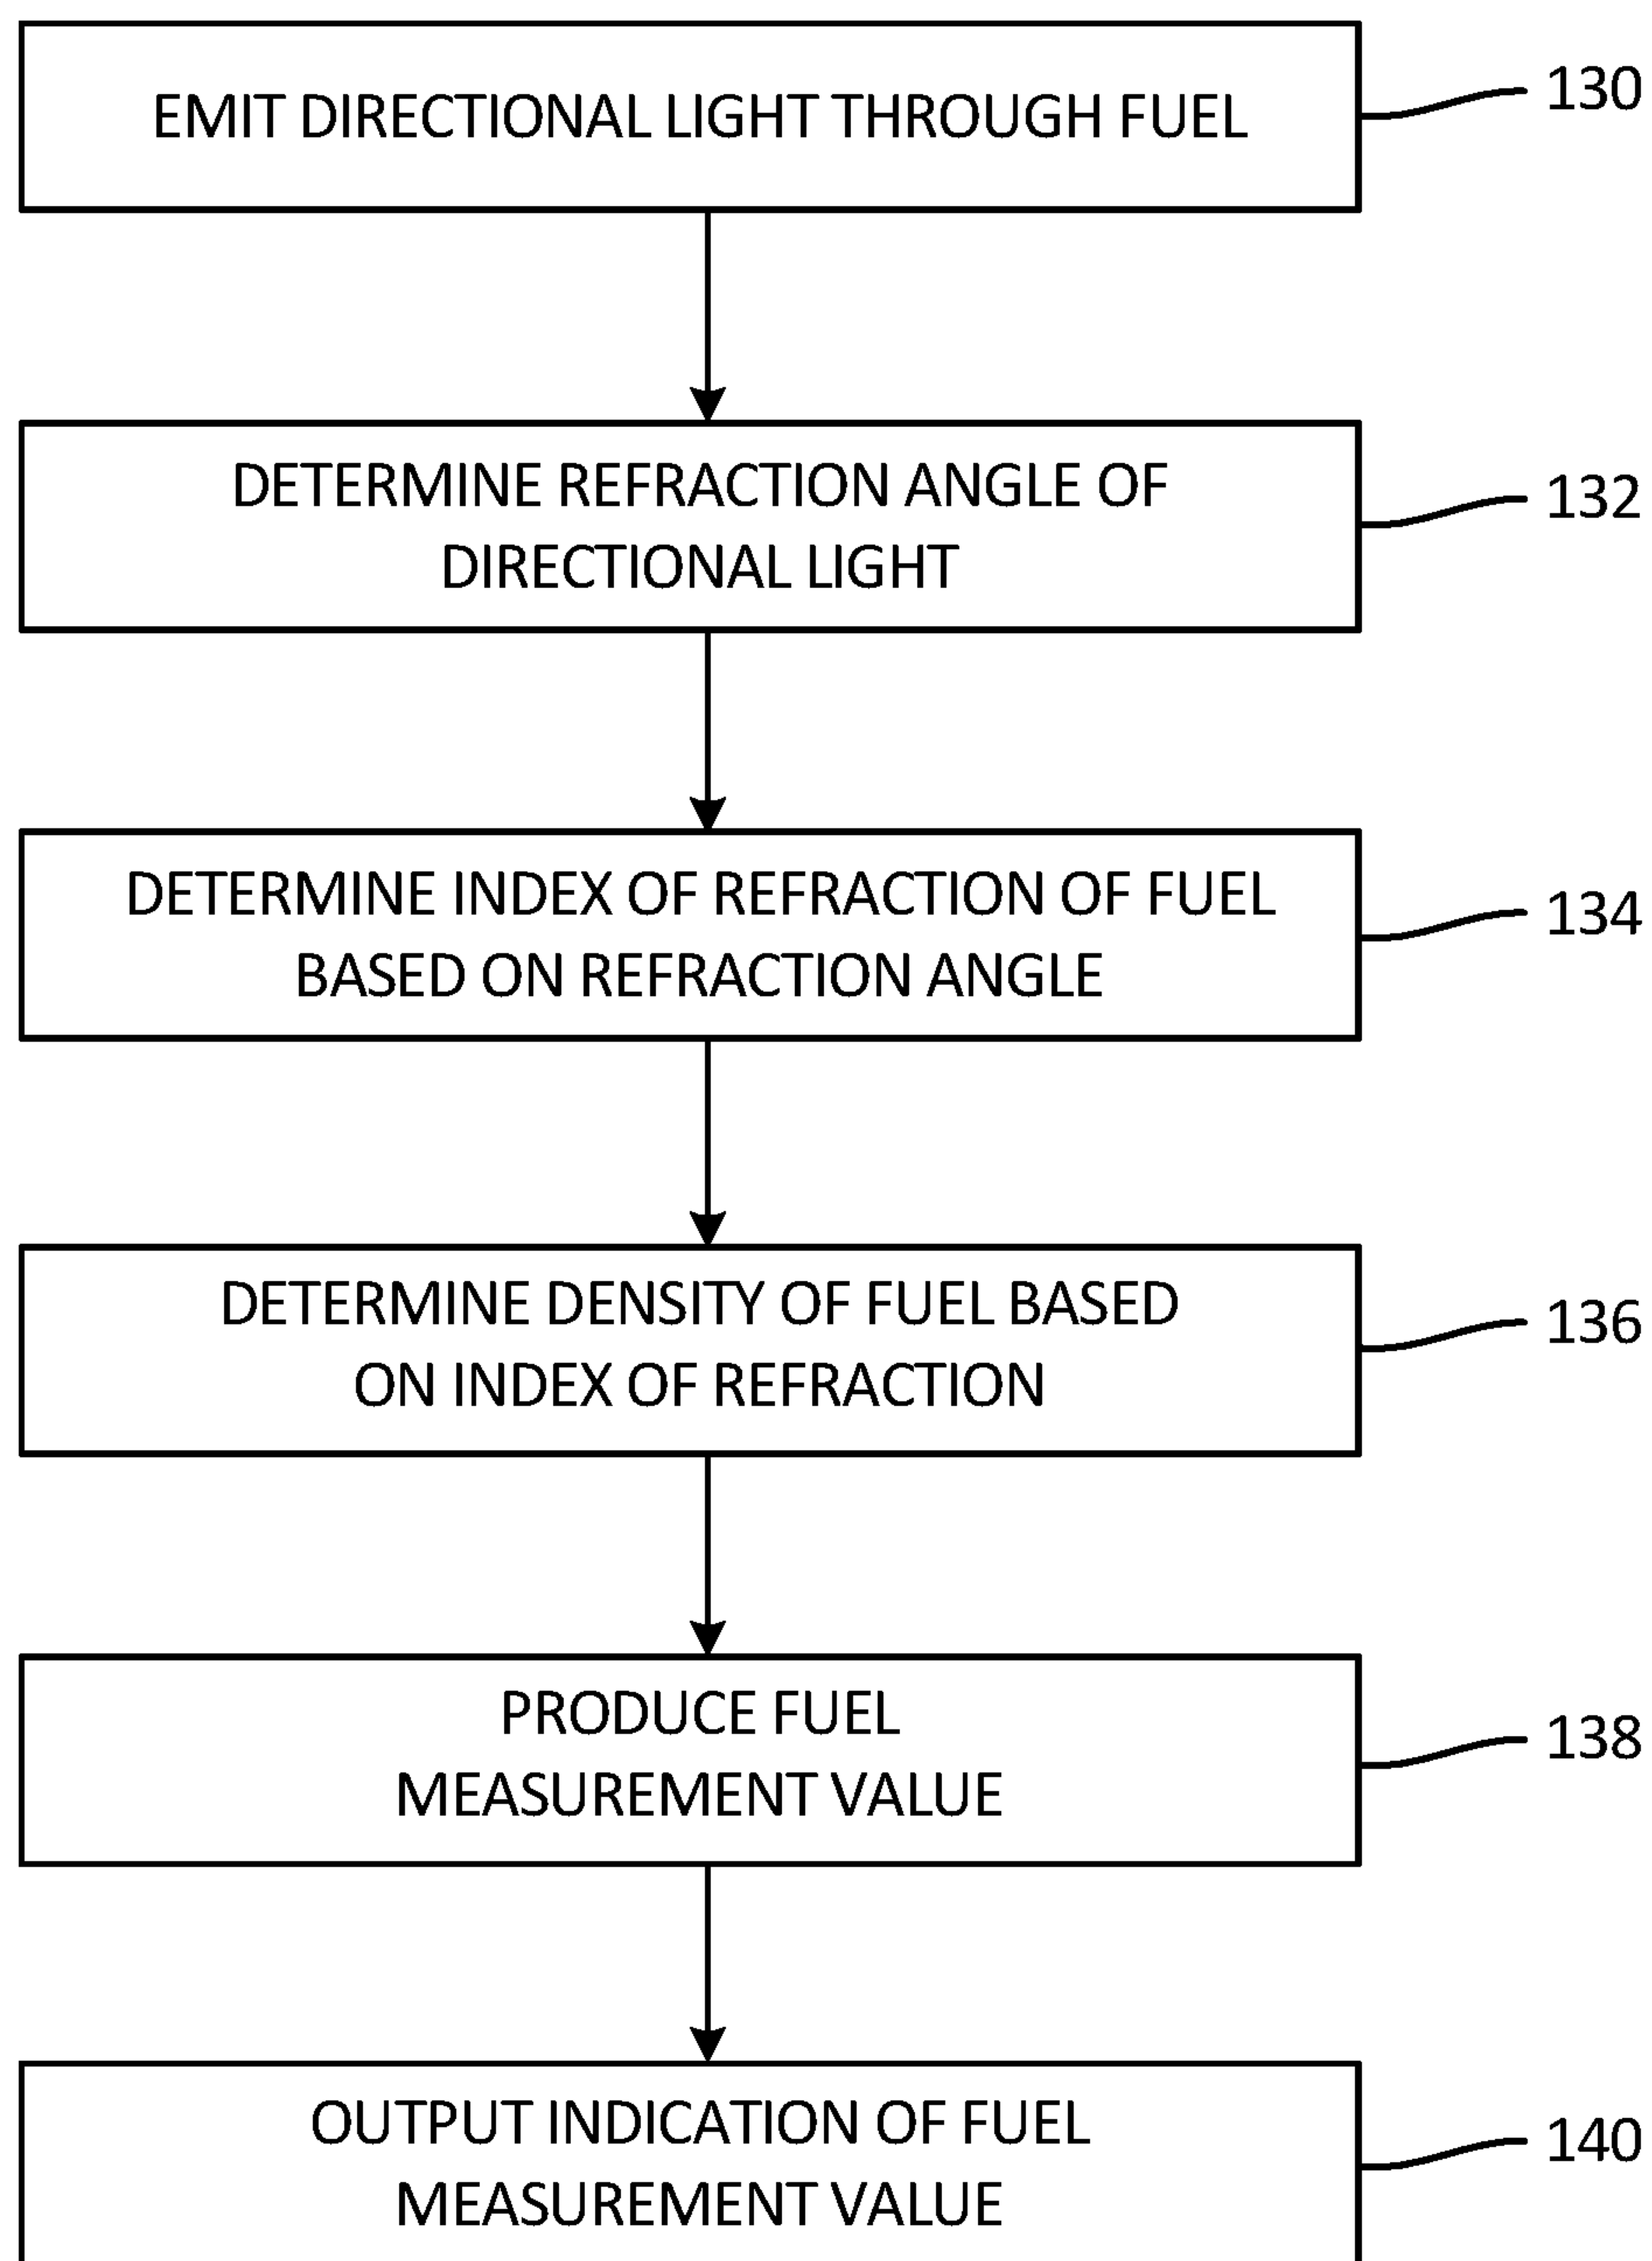 EMIT DIRECTIONAL LIGHT THROUGH FUEL
130
DETERMINE REFRACTION ANGLE OF
DIRECTIONAL LIGHT
132
DETERMINE INDEX OF REFRACTION OF FUEL
BASED ON REFRACTION ANGLE
134
DETERMINE DENSITY OF FUEL BASED
ON INDEX OF REFRACTION
136
PRODUCE FUEL
MEASUREMENT VALUE
138
OUTPUT INDICATION OF FUEL
MEASUREMENT VALUE
140